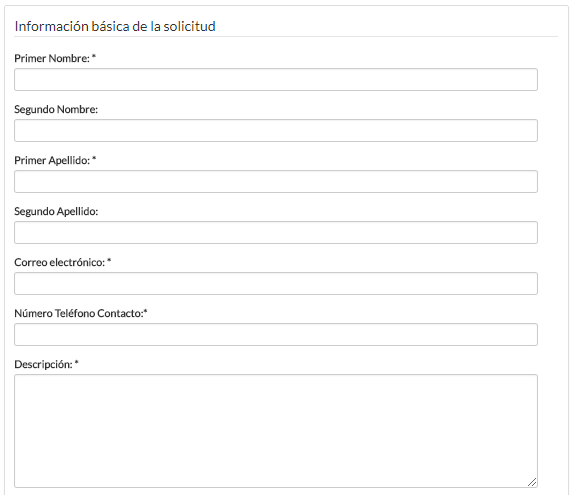 Información básica de la solicitud
Primer Nombre: *
Segundo Nombre:
Primer Apellido: *
Segundo Apellido:
Correo electrónico: *
Número Teléfono Contacto:*
Descripción: *